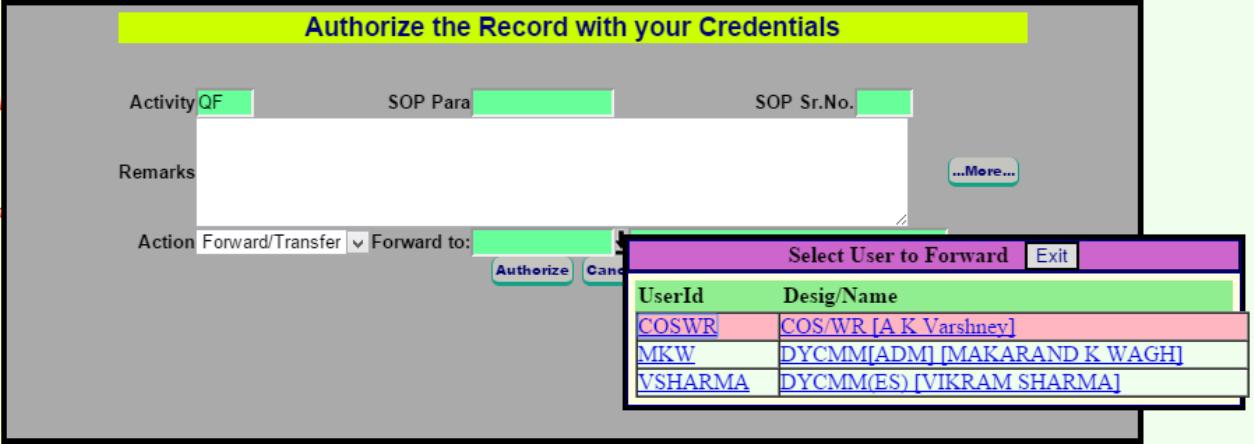 Authorize the Record with your Credentials
Activity QF SOP Para SOP Sr.No.
Remarks ...More...
Action Forward/Transfer Forward to:
Authorize
Select User to Forward Exit
UserId Desig/Name
COSWR COS/WR [A K Varshney]
MKW DYCMM[ADM] [MAKARAND K WAGH]
VSHARMA DYCMM(ES) [VIKRAM SHARMA]